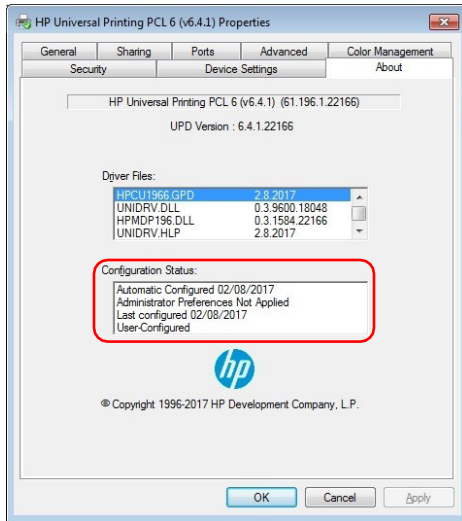 HP Universal Printing PCL 6 (v6.4.1) Properties
General Sharing Ports Advanced Color Management
Security Device Settings About
HP Universal Printing PCL 6 (v6.4.1) (61.196.1.22166)
UPD Version : 6.4.1.22166
Driver Files:
HPCU1966.GPD 2.8.2017
UNIDRV.DLL 0.3.9600.18048
HPMDP196.DLL 0.3.1584.22166
UNIDRV.HLP 2.8.2017
Configuration Status:
Automatic Configured 02/08/2017
Administrator Preferences Not Applied
Last configured 02/08/2017
User-Configured
hp
© Copyright 1996-2017 HP Development Company, L.P.
OK Cancel Apply